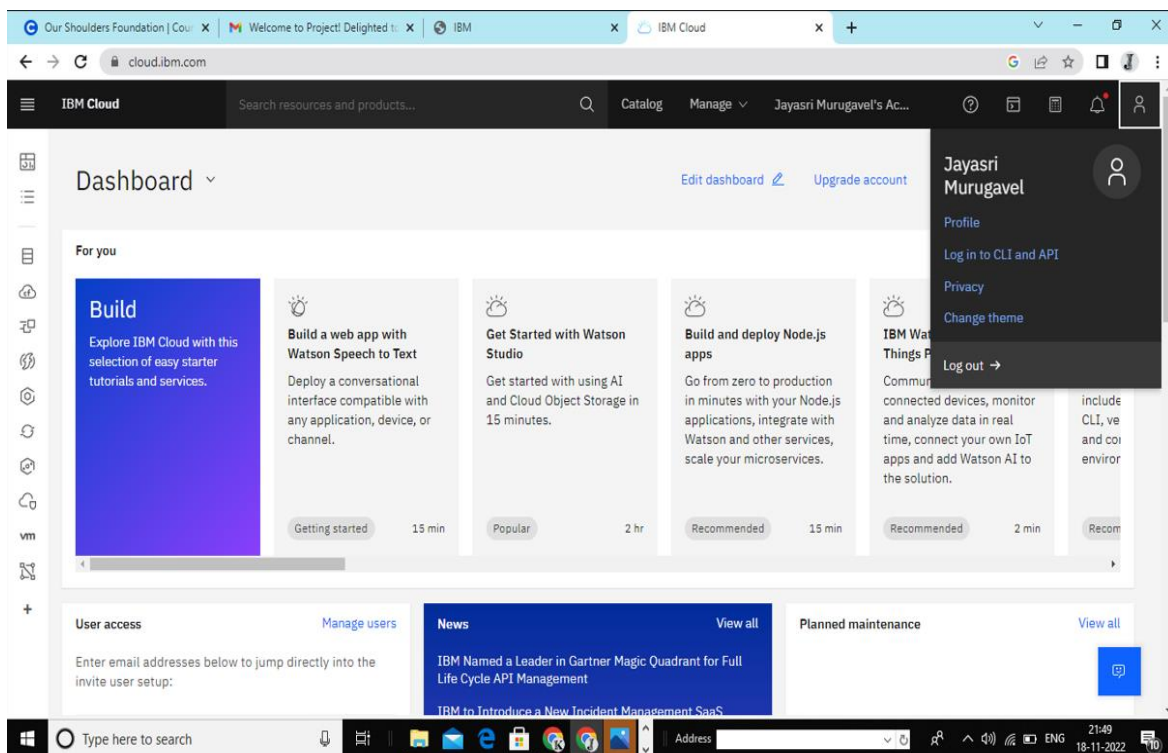 Our Shoulders Foundation | Cour
Welcome to Project! Delighted to
IBM
IBM Cloud
cloud.ibm.com
IBM Cloud
Search resources and products...
Catalog
Manage
Jayasri Murugavel's Ac...
Dashboard
Edit dashboard
Upgrade account
Jayasri
Murugavel
Profile
Log in to CLI and API
Privacy
Change theme
Log out →
For you
Build
Explore IBM Cloud with this
selection of easy starter
tutorials and services.
Build a web app with
Watson Speech to Text
Deploy a conversational
interface compatible with
any application, device, or
channel.
Getting started
15 min
Get Started with Watson
Studio
Get started with using AI
and Cloud Object Storage in
15 minutes.
Popular
2 hr
Build and deploy Node.js
apps
Go from zero to production
in minutes with your Node.js
applications, integrate with
Watson and other services,
scale your microservices.
Recommended
15 min
IBM Wat
Things P
Commun
connected devices, monitor
and analyze data in real
time, connect your own IoT
apps and add Watson AI to
the solution.
Recommended
2 min
include
CLI, ve
and co
enviror
Recom
vm
User access
Manage users
Enter email addresses below to jump directly into the
invite user setup:
News
View all
IBM Named a Leader in Gartner Magic Quadrant for Full
Life Cycle API Management
IBM to Introduce a New Incident Management SaaS
Planned maintenance
View all
Type here to search
Address
ENG
21:49
18-11-2022